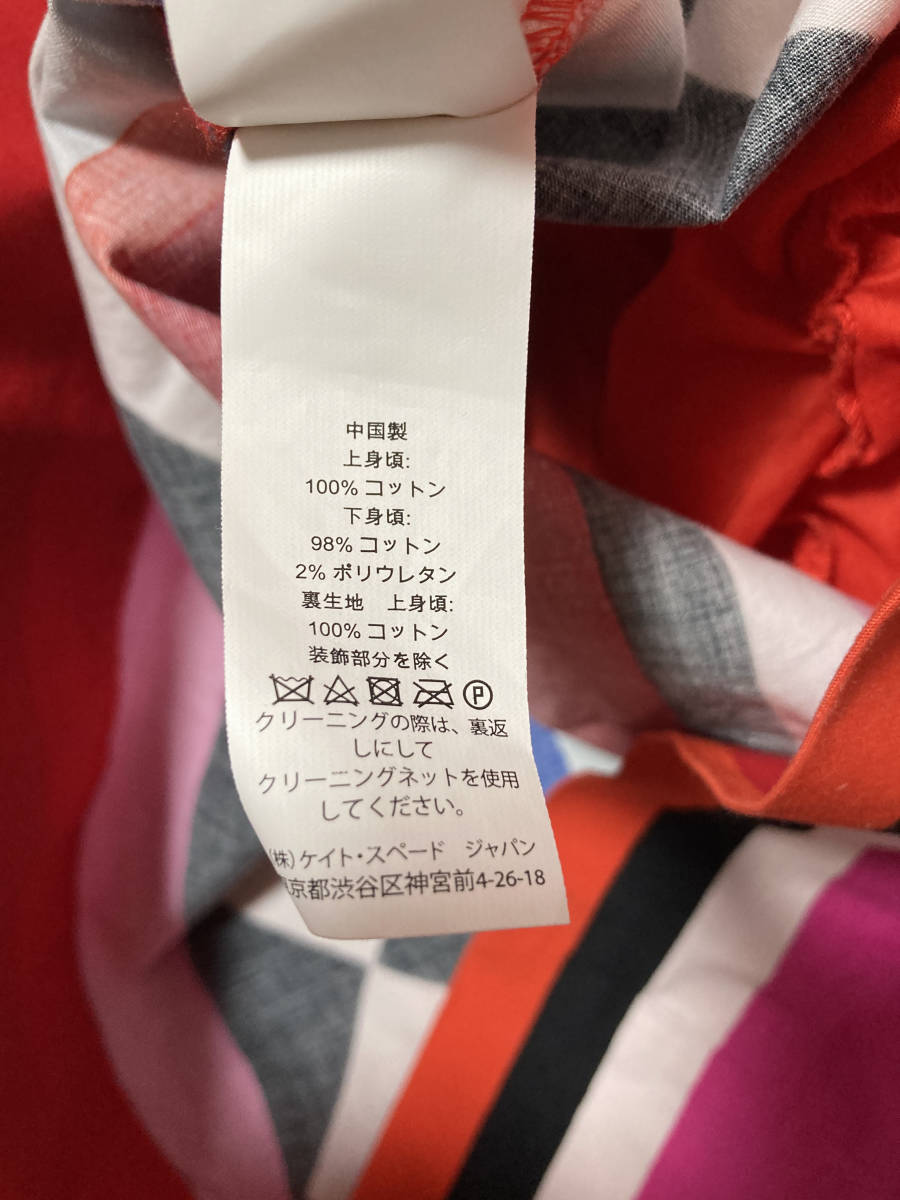 中国製
上身頃:
100% コットン
下身頃:
98% コットン
2% ポリウレタン
裏生地　上身頃:
100% コットン
装飾部分を除く
P
クリーニングの際は、裏返
しにして
クリーニングネットを使用
してください。
(株)ケイト・スペード　ジャパン
京都渋谷区神宮前4-26-18